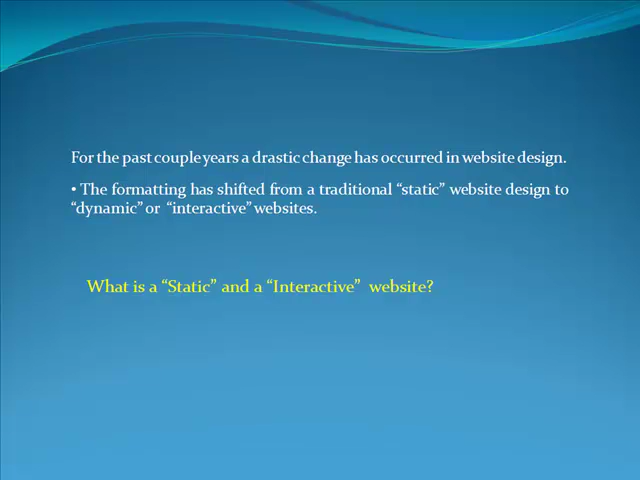 For the past couple years a drastic change has occurred in website design.
• The formatting has shifted from a traditional “static” website design to
“dynamic” or “interactive” websites.
What is a “Static” and a “Interactive” website?